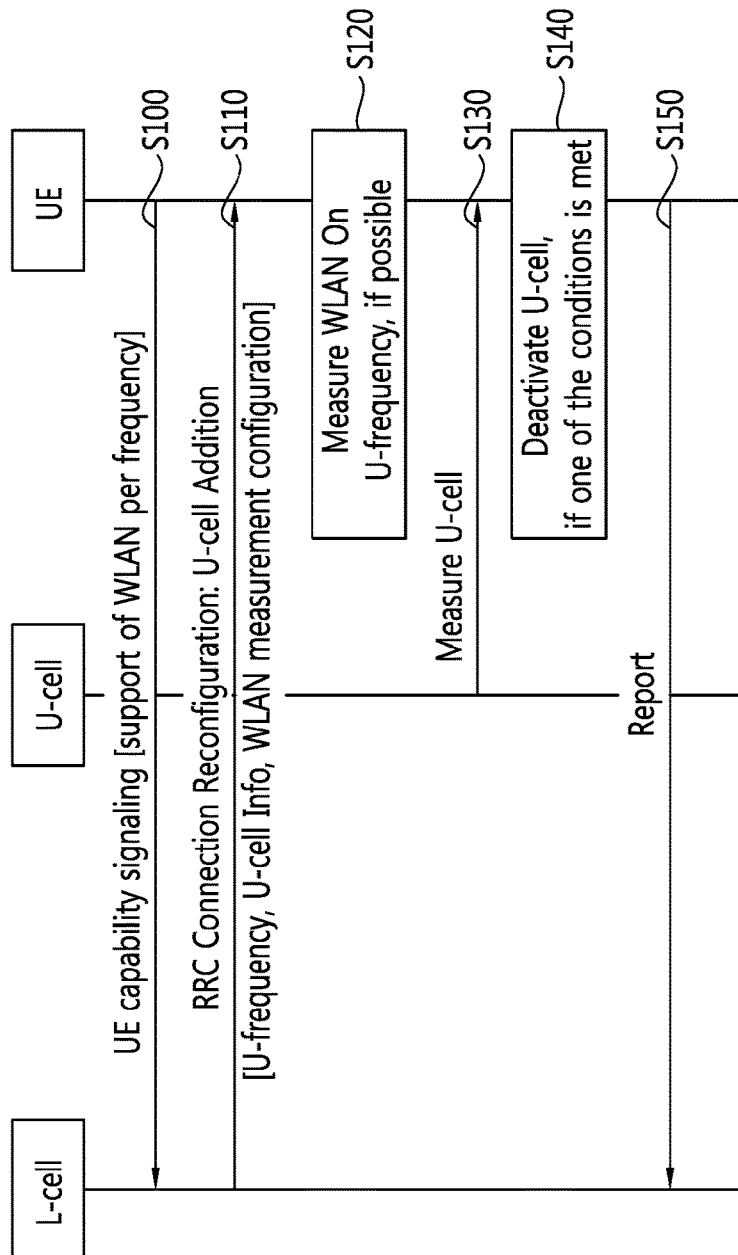 L-cell
U-cell
UE
UE capability signaling [support of WLAN per frequency]
S100
RRC Connection Reconfiguration: U-cell Addition
[U-frequency, U-cell Info, WLAN measurement configuration]
S110
Measure WLAN On
U-frequency, if possible
S120
Measure U-cell
S130
Deactivate U-cell,
if one of the conditions is met
S140
Report
S150